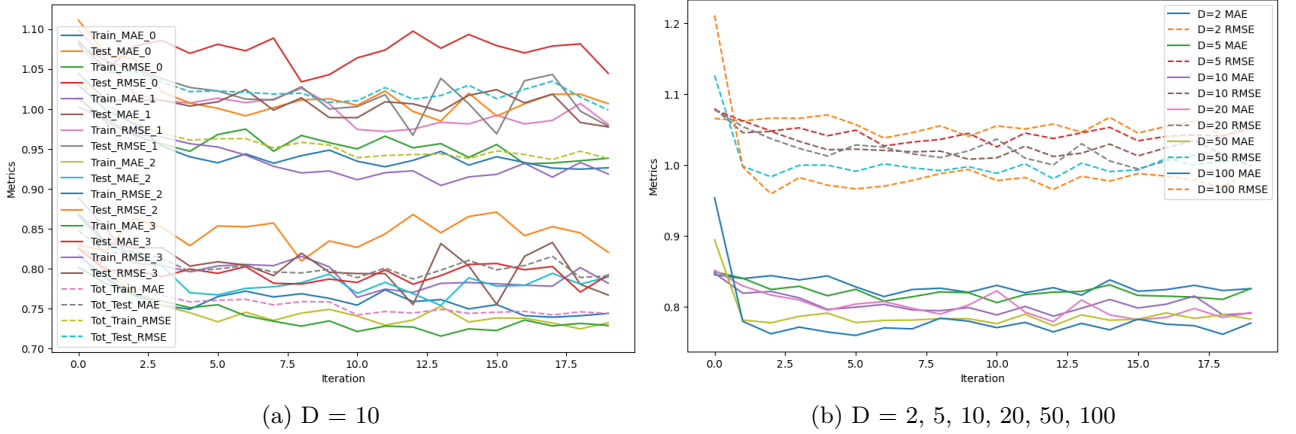 1.10
1.05
1.00
0.95
0.90
0.85
0.80
0.75
0.70
Metrics
Train_MAE_0
Test_MAE_0
Train_RMSE_0
Test_RMSE_0
Train_MAE_1
Test_MAE_1
Train_RMSE_1
Test_RMSE_1
Train_MAE_2
Test_MAE_2
Train_RMSE_2
Test_RMSE_2
Train_MAE_3
Test_MAE_3
Train_RMSE_3
Test_RMSE_3
Tot_Train_MAE
Tot_Test_MAE
Tot_Train_RMSE
Tot_Test_RMSE
0.0 2.5 5.0 7.5 10.0 12.5 15.0 17.5
Iteration
(a) D = 10
1.2
1.1
1.0
0.9
0.8
0.7
Metrics
D=2 MAE
D=2 RMSE
D=5 MAE
D=5 RMSE
D=10 MAE
D=10 RMSE
D=20 MAE
D=20 RMSE
D=50 MAE
D=50 RMSE
D=100 MAE
D=100 RMSE
0.0 2.5 5.0 7.5 10.0 12.5 15.0 17.5
Iteration
(b) D = 2, 5, 10, 20, 50, 100